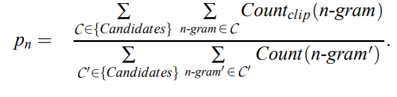 p_n = \frac{\sum_{C \in \{Candidates\}} \sum_{n\text{-}gram \in C} Count_{clip}(n\text{-}gram)}{\sum_{C' \in \{Candidates\}} \sum_{n\text{-}gram' \in C'} Count(n\text{-}gram')}.